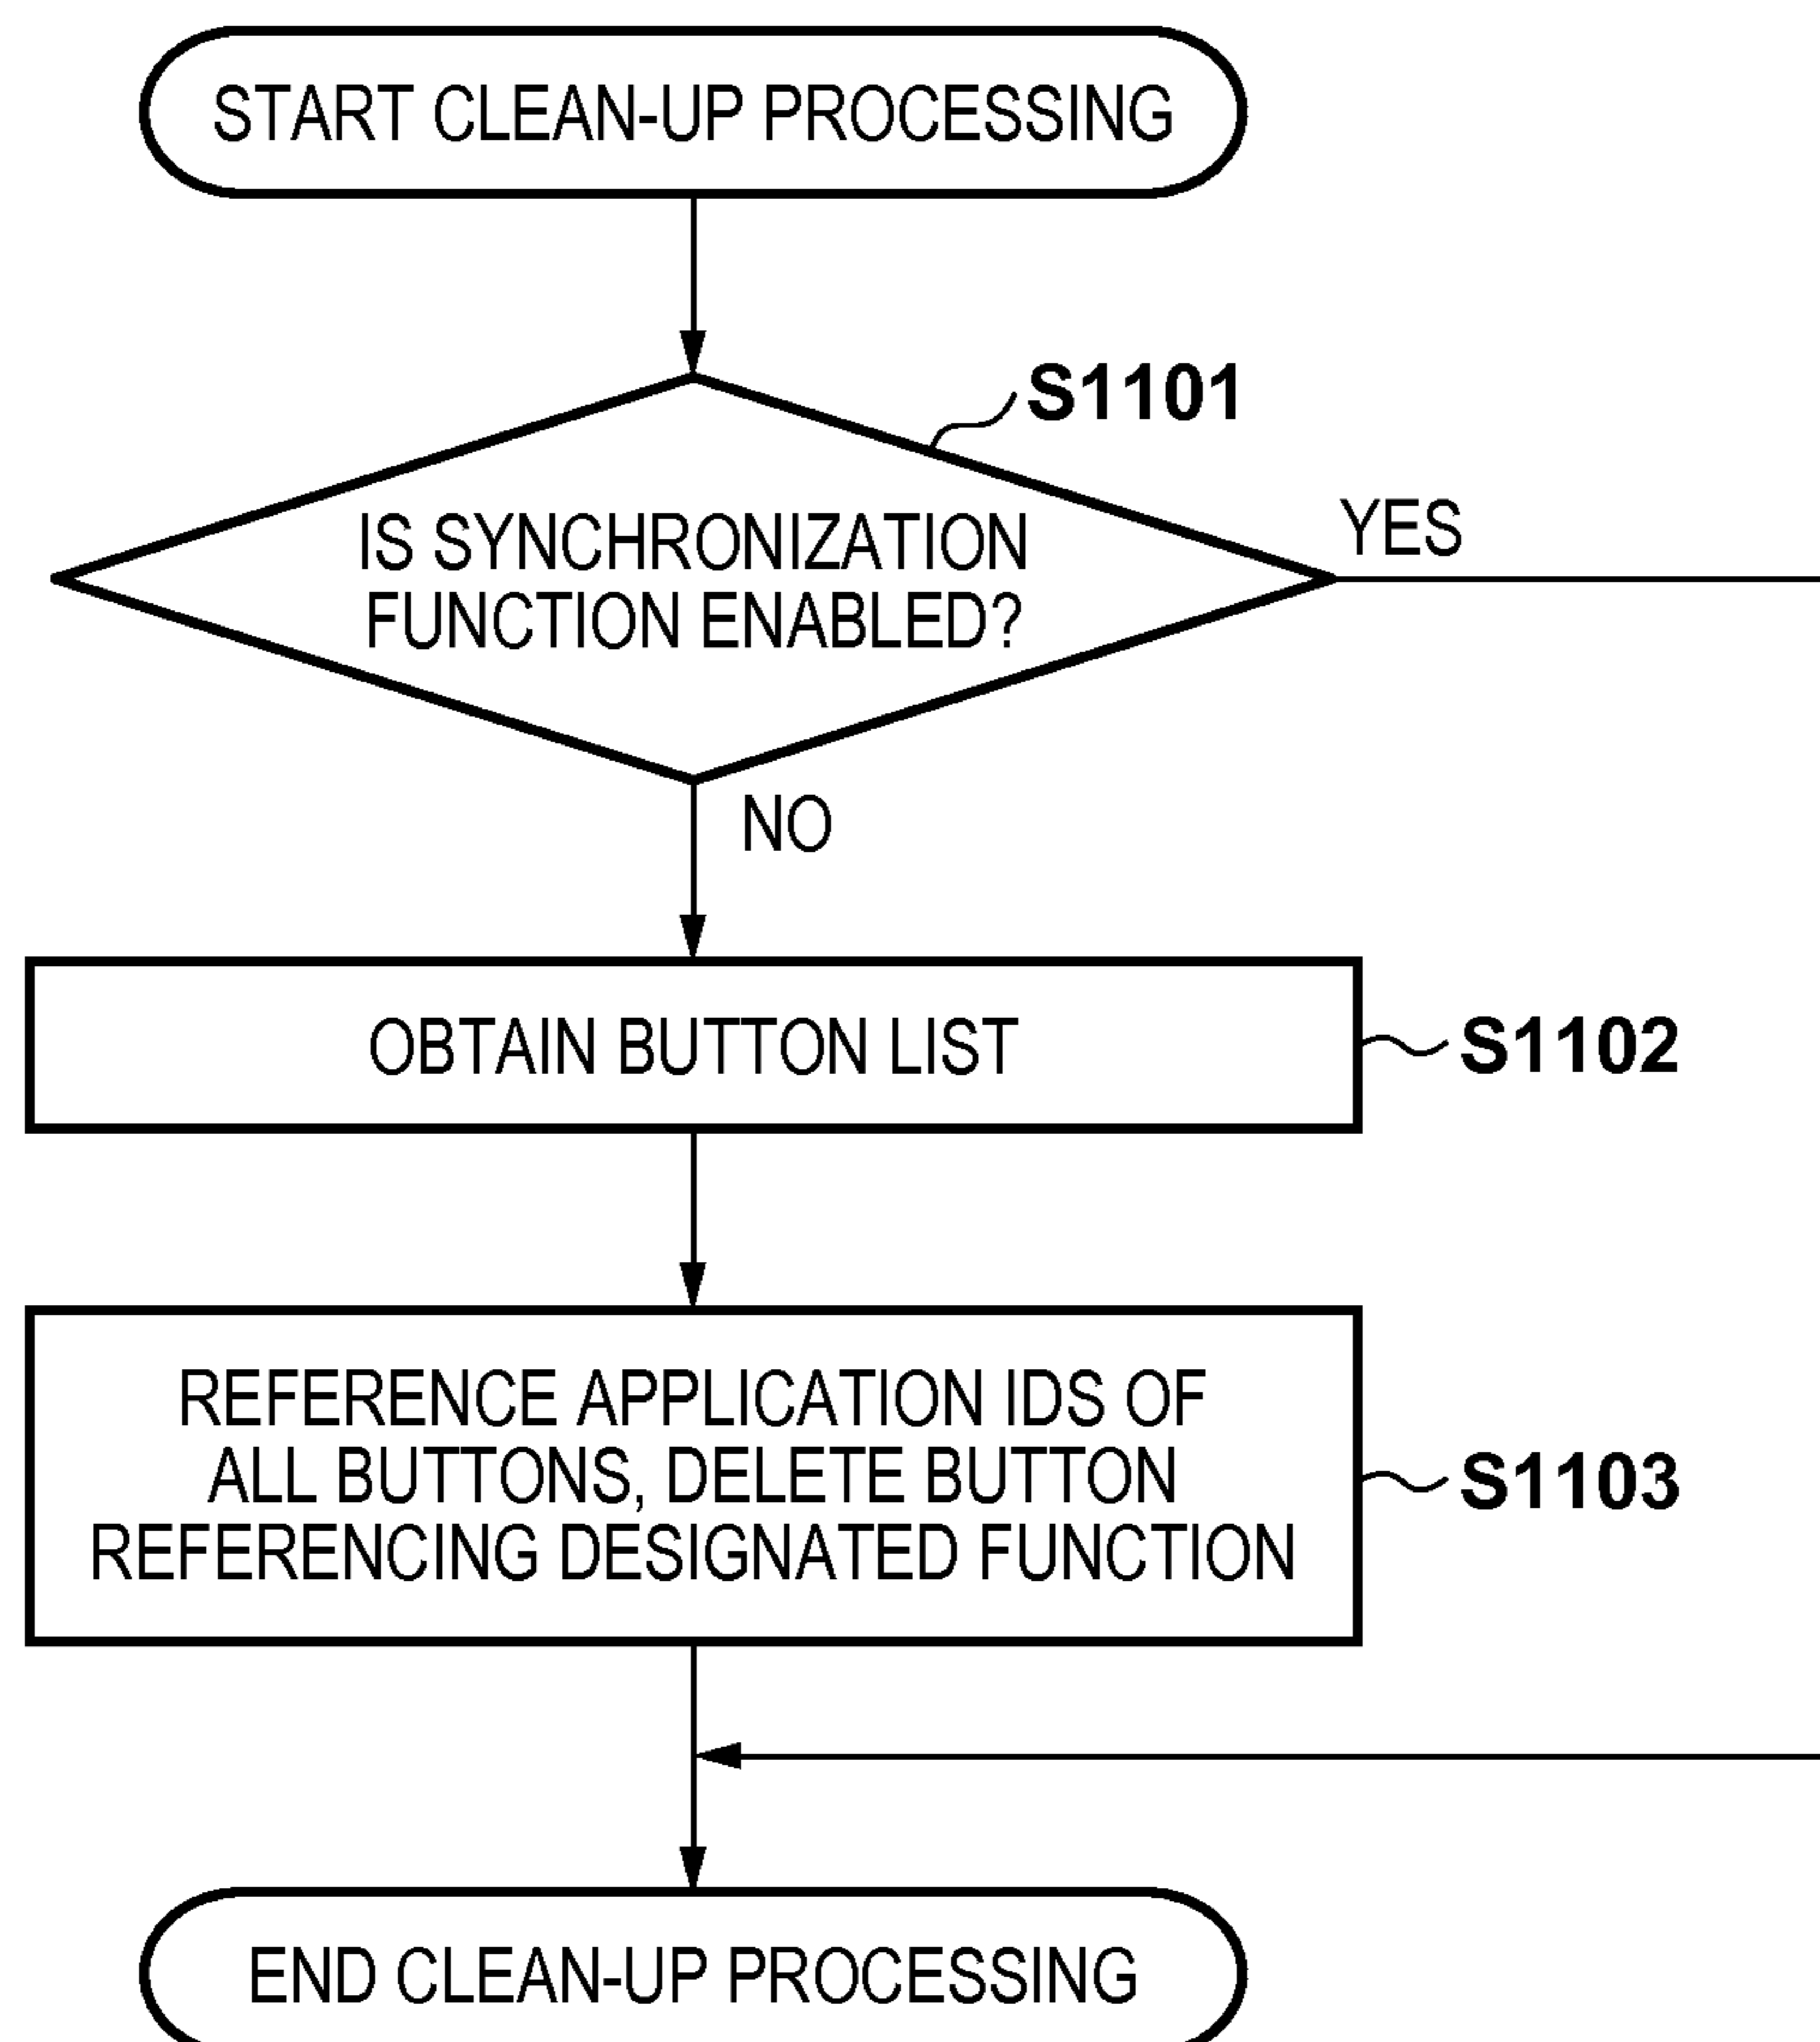 START CLEAN-UP PROCESSING
S1101
IS SYNCHRONIZATION
FUNCTION ENABLED?
YES
NO
OBTAIN BUTTON LIST
S1102
REFERENCE APPLICATION IDS OF
ALL BUTTONS, DELETE BUTTON
REFERENCING DESIGNATED FUNCTION
S1103
END CLEAN-UP PROCESSING